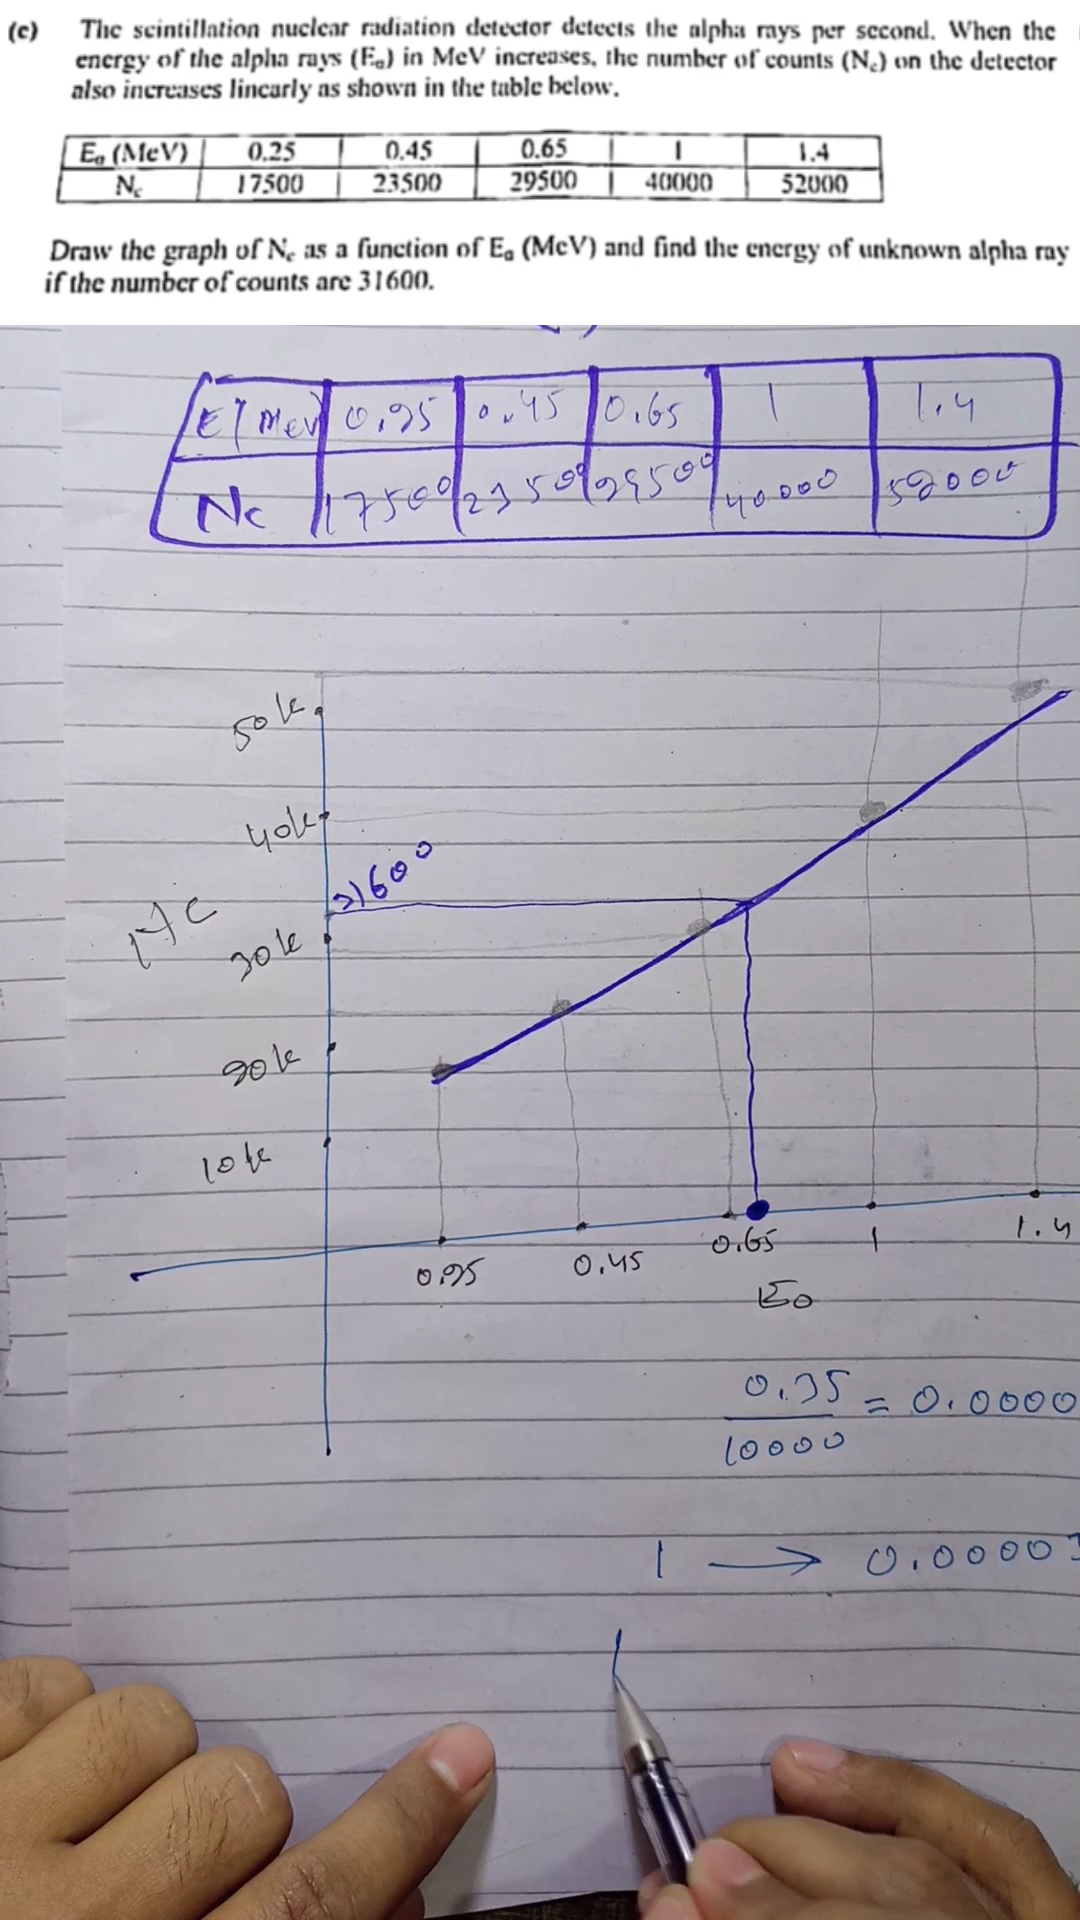 (c) The scintillation nuclear radiation detector detects the alpha rays per second. When the
energy of the alpha rays (Eα) in MeV increases, the number of counts (Nc) on the detector
also increases linearly as shown in the table below.
Eα (MeV) 0.25 0.45 0.65 1 1.4
Nc 17500 23500 29500 40000 52000
Draw the graph of Nc as a function of Eα (MeV) and find the energy of unknown alpha ray
if the number of counts are 31600.
E(MeV) 0.25 0.45 0.65 1 1.4
Nc 17500 23500 29500 40000 52000
50k
40k
31600
Nc
30k
20k
10k
0.25 0.45 0.65 1 1.4
E0
0.35 = 0.0000
10000
1 → 0.00003